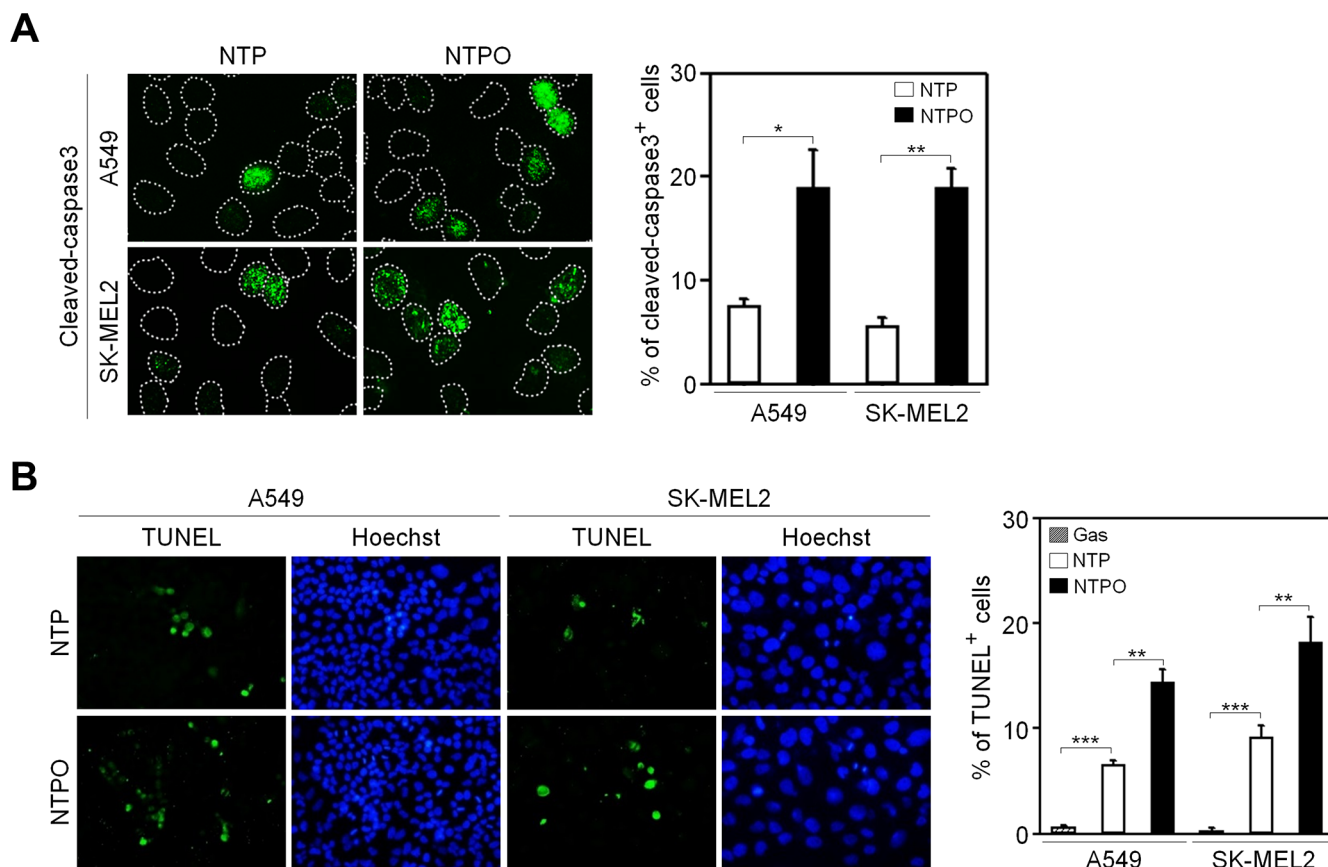 A
NTP NTPO
Cleaved-caspase3
A549
SK-MEL2
% of cleaved-caspase3+ cells
30
20
10
0
NTP
NTPO
*
**
A549 SK-MEL2
B
A549 SK-MEL2
TUNEL Hoechst TUNEL Hoechst
NTP
NTPO
% of TUNEL+ cells
30
20
10
0
Gas
NTP
NTPO
***
**
***
**
A549 SK-MEL2